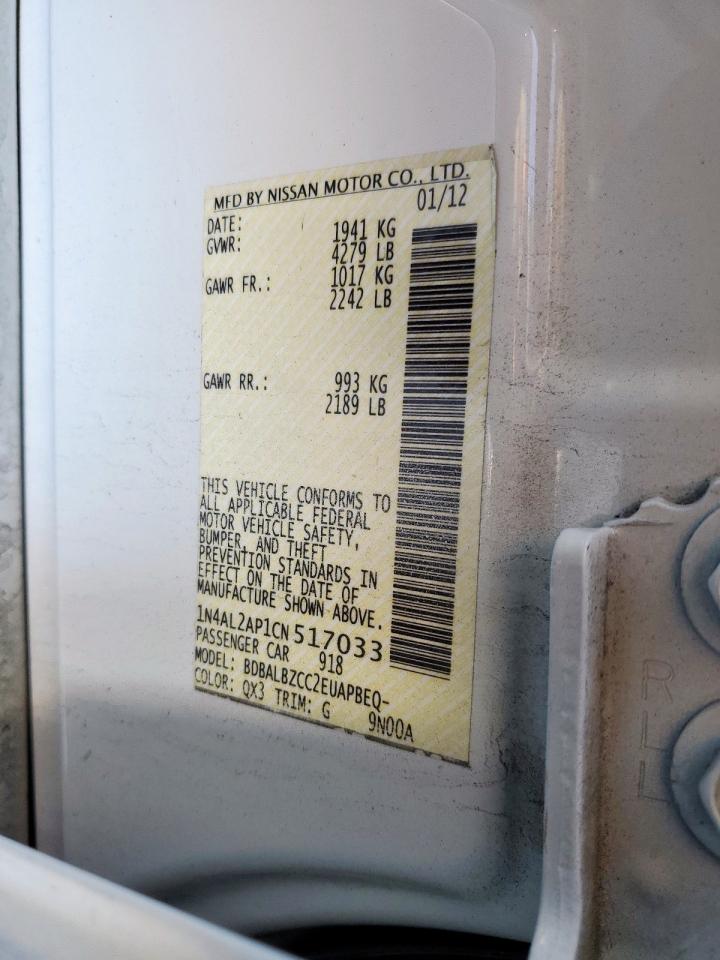 MFD BY NISSAN MOTOR CO., LTD.
DATE: 01/12
GVWR: 1941 KG
4279 LB
GAWR FR.: 1017 KG
2242 LB
GAWR RR.: 993 KG
2189 LB
THIS VEHICLE CONFORMS TO
ALL APPLICABLE FEDERAL
MOTOR VEHICLE SAFETY,
BUMPER, AND THEFT
PREVENTION STANDARDS IN
EFFECT ON THE DATE OF
MANUFACTURE SHOWN ABOVE.
1N4AL2AP1CN517033
PASSENGER CAR 918
MODEL: BDBALBZCC2EUAPBEQ-
COLOR: QX3 TRIM: G 9N00A
R
L
L